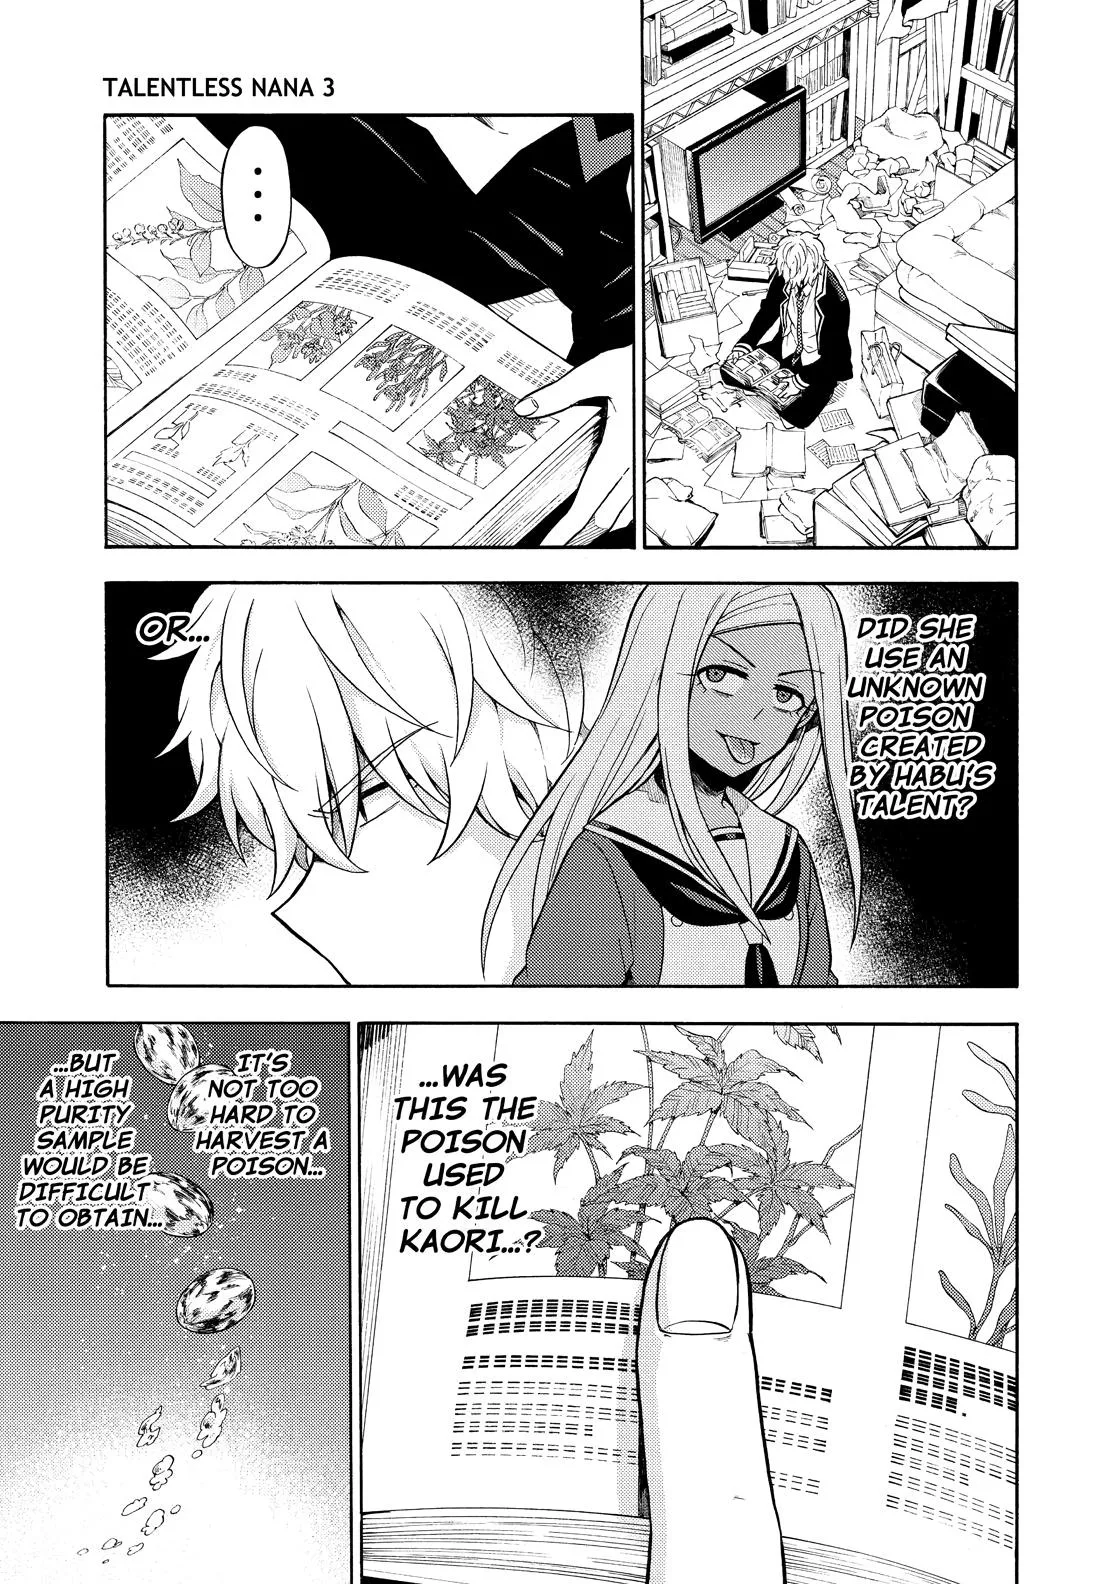 TALENTLESS NANA 3
...
DID SHE
USE AN
UNKNOWN
POISON
CREATED
BY HABU'S
TALENT?
OR...
...WAS
THIS THE
POISON
USED
TO KILL
KAORI...?
IT'S
NOT TOO
HARD TO
HARVEST A
POISON...
...BUT
A HIGH
PURITY
SAMPLE
WOULD BE
DIFFICULT
TO OBTAIN...